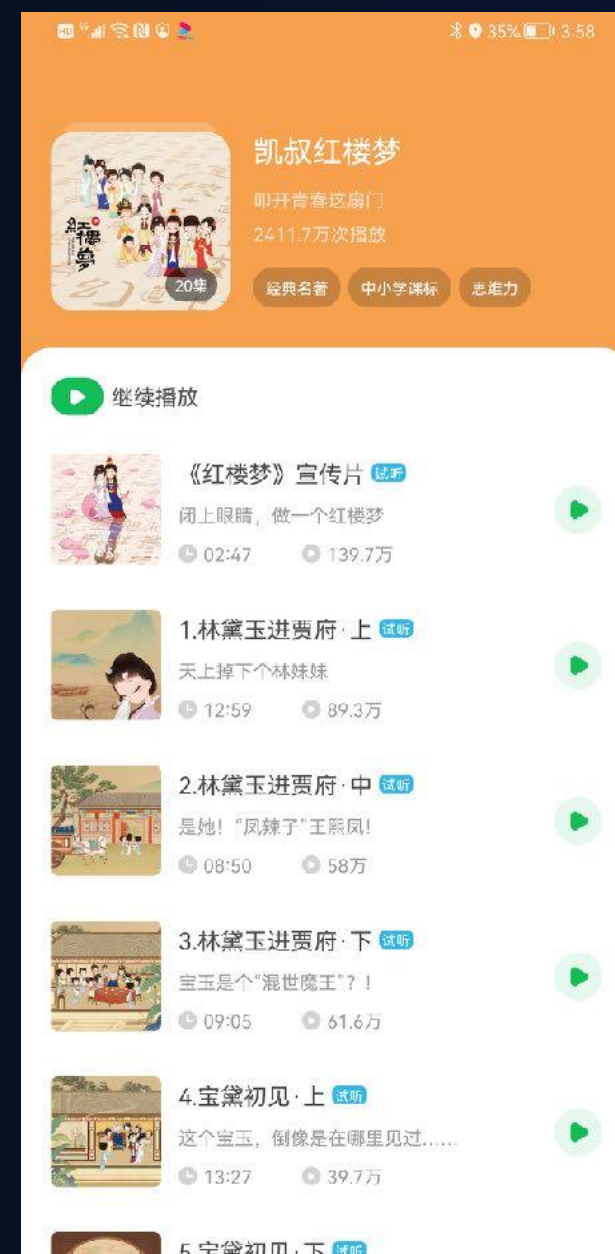 35% 3:58
凯叔红楼梦
叩开青春这扇门
2411.7万次播放
红楼梦
20集
经典名著 中小学课标 思维力
继续播放
《红楼梦》宣传片 试听
闭上眼睛，做一个红楼梦
02:47 139.7万
1.林黛玉进贾府·上 试听
天上掉下个林妹妹
12:59 89.3万
2.林黛玉进贾府·中 试听
是她！“凤辣子”王熙凤!
08:50 58万
3.林黛玉进贾府·下 试听
宝玉是个“混世魔王”？！
09:05 61.6万
4.宝黛初见·上 试听
这个宝玉，倒像是在哪里见过……
13:27 39.7万
5.宝黛初见·下 试听